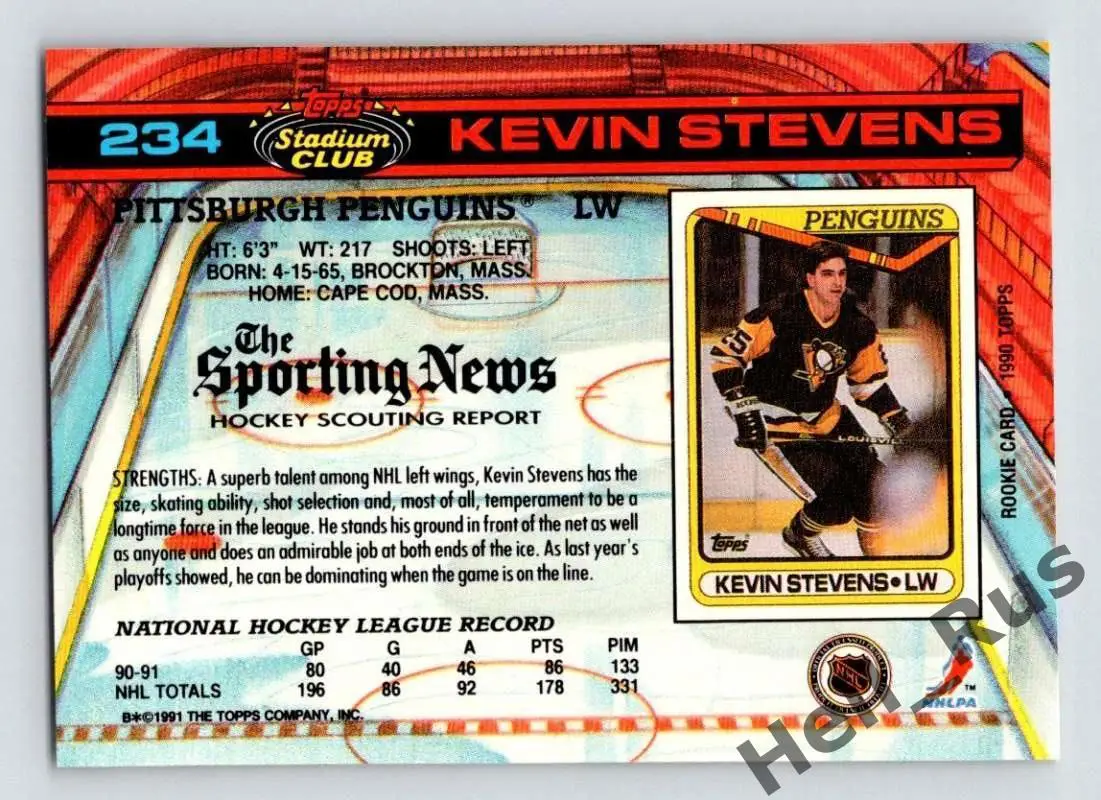 234
Topps
Stadium
CLUB
KEVIN STEVENS
PITTSBURGH PENGUINS® LW
HT: 6'3" WT: 217 SHOOTS: LEFT
BORN: 4-15-65, BROCKTON, MASS.
HOME: CAPE COD, MASS.
The
Sporting News
HOCKEY SCOUTING REPORT
STRENGTHS: A superb talent among NHL left wings, Kevin Stevens has the
size, skating ability, shot selection and, most of all, temperament to be a
longtime force in the league. He stands his ground in front of the net as well
as anyone and does an admirable job at both ends of the ice. As last year's
playoffs showed, he can be dominating when the game is on the line.
NATIONAL HOCKEY LEAGUE RECORD
GP G A PTS PIM
90-91 80 40 46 86 133
NHL TOTALS 196 86 92 178 331
B*©1991 THE TOPPS COMPANY, INC.
PENGUINS
Topps
KEVIN STEVENS•LW
ROOKIE CARD • 1990 TOPPS
NHL
NHLPA
TM
Hell_Rus